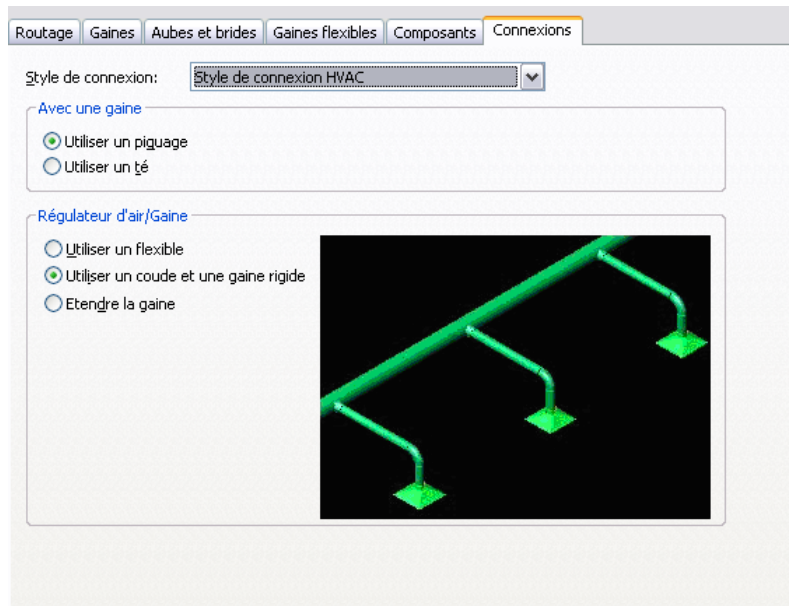 Routage Gaines Aubes et brides Gaines flexibles Composants Connexions
Style de connexion: Style de connexion HVAC
Avec une gaine
Utiliser un piquage
Utiliser un té
Régulateur d'air/Gaine
Utiliser un flexible
Utiliser un coude et une gaine rigide
Etendre la gaine